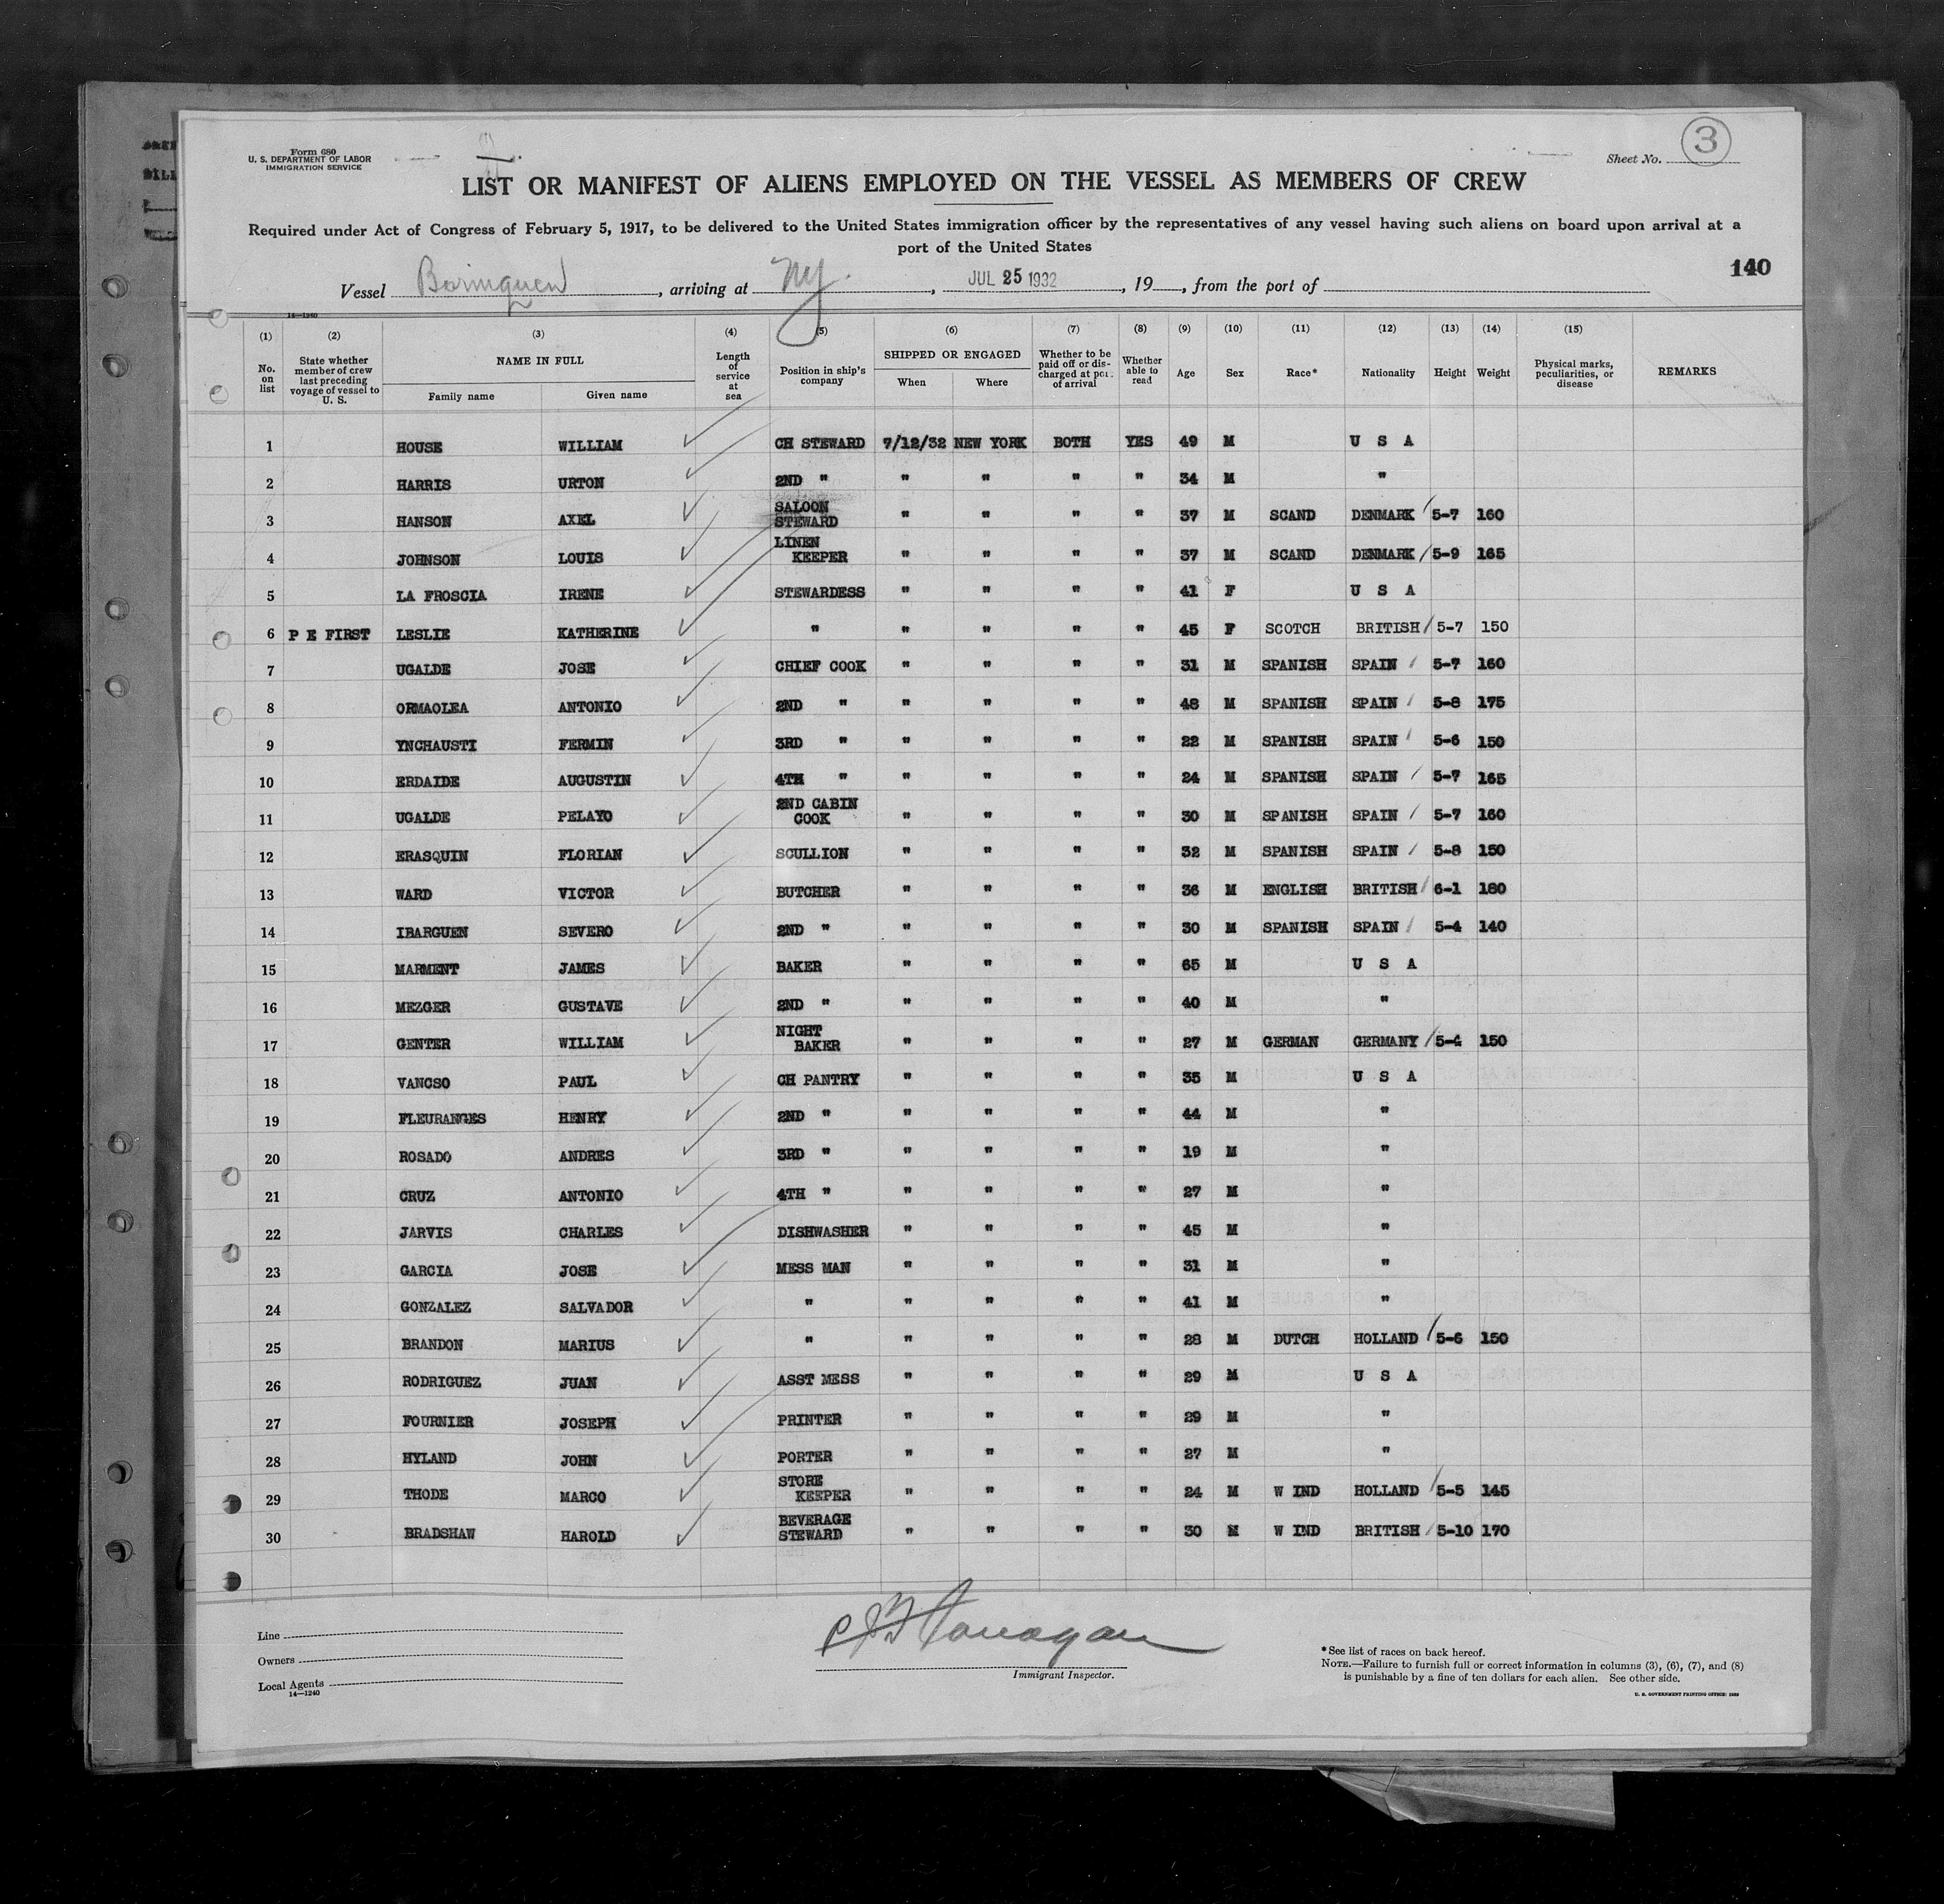 Form 680
U. S. DEPARTMENT OF LABOR
IMMIGRATION SERVICE
Sheet No. 3
LIST OR MANIFEST OF ALIENS EMPLOYED ON THE VESSEL AS MEMBERS OF CREW
Required under Act of Congress of February 5, 1917, to be delivered to the United States immigration officer by the representatives of any vessel having such aliens on board upon arrival at a
port of the United States
140
Vessel Borinquen, arriving at NY., JUL 25 1932, 19, from the port of
14—1240
(1) (2) (3) (4) (5) (6) (7) (8) (9) (10) (11) (12) (13) (14) (15)
No. on list State whether member of crew last preceding voyage of vessel to U. S. NAME IN FULL Family name Given name Length of service at sea Position in ship's company SHIPPED OR ENGAGED When Where Whether to be paid off or discharged at port of arrival Whether able to read Age Sex Race* Nationality Height Weight Physical marks, peculiarities, or disease REMARKS
1 HOUSE WILLIAM CH STEWARD 7/12/32 NEW YORK BOTH YES 49 M U S A
2 HARRIS URTON 2ND " " " " " 34 M "
3 HANSON AXEL SALOON STEWARD " " " " 37 M SCAND DENMARK 5-7 160
4 JOHNSON LOUIS LINEN KEEPER " " " " 37 M SCAND DENMARK 5-9 165
5 LA FROSCIA IRENE STEWARDESS " " " " 41 F U S A
6 P E FIRST LESLIE KATHERINE " " " " " 45 F SCOTCH BRITISH 5-7 150
7 UGALDE JOSE CHIEF COOK " " " " 31 M SPANISH SPAIN 5-7 160
8 ORMAOLEA ANTONIO 2ND " " " " " 48 M SPANISH SPAIN 5-8 175
9 YNCHAUSTI FERMIN 3RD " " " " " 22 M SPANISH SPAIN 5-6 150
10 ERDAIDE AUGUSTIN 4TH " " " " " 24 M SPANISH SPAIN 5-7 165
11 UGALDE PELAYO 2ND CABIN COOK " " " " 30 M SPANISH SPAIN 5-7 160
12 ERASQUIN FLORIAN SCULLION " " " " 32 M SPANISH SPAIN 5-8 150
13 WARD VICTOR BUTCHER " " " " 36 M ENGLISH BRITISH 6-1 180
14 IBARGUEN SEVERO 2ND " " " " " 30 M SPANISH SPAIN 5-4 140
15 MARMENT JAMES BAKER " " " " 65 M U S A
16 MEZGER GUSTAVE 2ND " " " " " 40 M "
17 GENTER WILLIAM NIGHT BAKER " " " " 27 M GERMAN GERMANY 5-4 150
18 VANCSO PAUL CH PANTRY " " " " 35 M U S A
19 FLEURANGES HENRY 2ND " " " " " 44 M "
20 ROSADO ANDRES 3RD " " " " " 19 M "
21 CRUZ ANTONIO 4TH " " " " " 27 M "
22 JARVIS CHARLES DISHWASHER " " " " 45 M "
23 GARCIA JOSE MESS MAN " " " " 31 M "
24 GONZALEZ SALVADOR " " " " " 41 M "
25 BRANDON MARIUS " " " " " 28 M DUTCH HOLLAND 5-6 150
26 RODRIGUEZ JUAN ASST MESS " " " " 29 M U S A
27 FOURNIER JOSEPH PRINTER " " " " 29 M "
28 HYLAND JOHN PORTER " " " " 27 M "
29 THODE MARCO STORE KEEPER " " " " 24 M W IND HOLLAND 5-5 145
30 BRADSHAW HAROLD BEVERAGE STEWARD " " " " 30 M W IND BRITISH 5-10 170
Line
Owners
Local Agents
14—1240
Immigrant Inspector.
*See list of races on back hereof.
NOTE.—Failure to furnish full or correct information in columns (3), (6), (7), and (8)
is punishable by a fine of ten dollars for each alien. See other side.